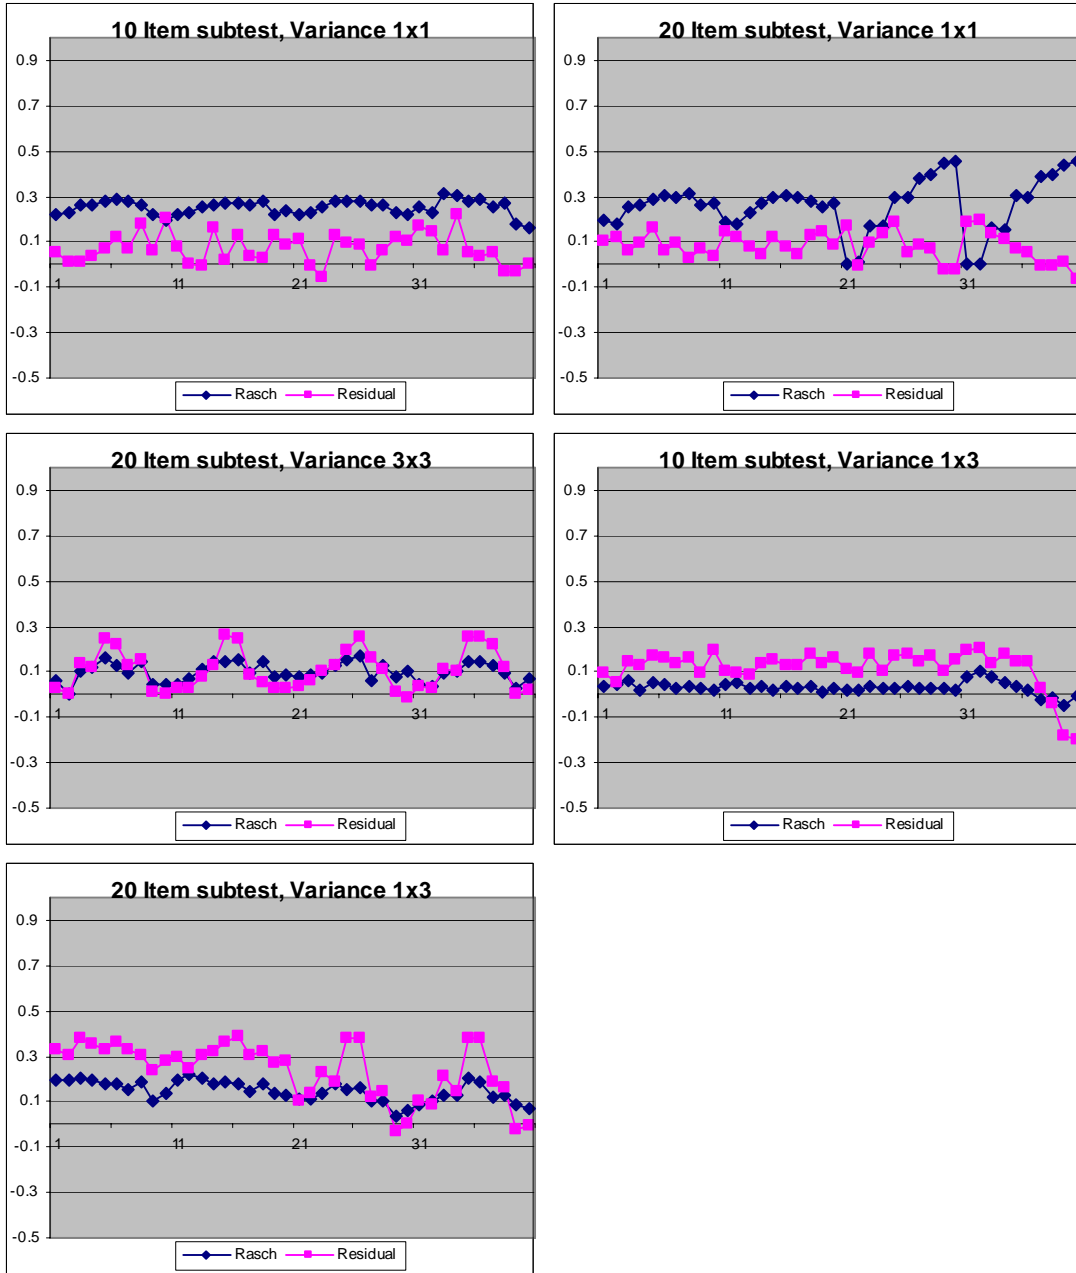 10 Item subtest, Variance 1x1
0.9
0.7
0.5
0.3
0.1
-0.1
-0.3
-0.5
1 11 21 31
Rasch Residual
20 Item subtest, Variance 1x1
0.9
0.7
0.5
0.3
0.1
-0.1
-0.3
-0.5
1 11 21 31
Rasch Residual
20 Item subtest, Variance 3x3
0.9
0.7
0.5
0.3
0.1
-0.1
-0.3
-0.5
1 11 21 31
Rasch Residual
10 Item subtest, Variance 1x3
0.9
0.7
0.5
0.3
0.1
-0.1
-0.3
-0.5
1 11 21 31
Rasch Residual
20 Item subtest, Variance 1x3
0.9
0.7
0.5
0.3
0.1
-0.1
-0.3
-0.5
1 11 21 31
Rasch Residual